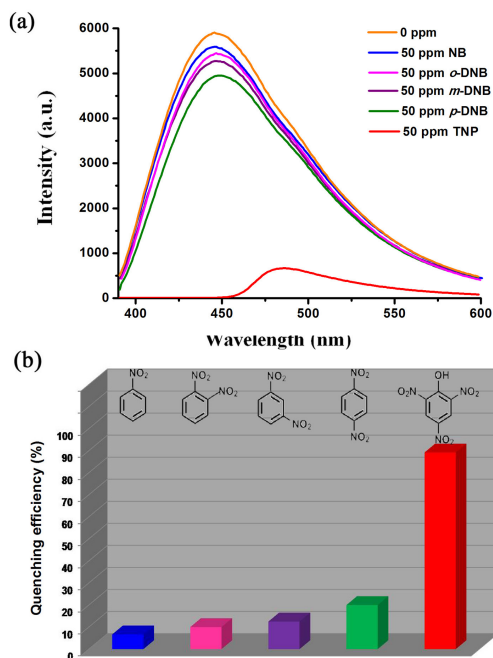 (a)
6000
5000
4000
3000
2000
1000
0
Intensity (a.u.)
0 ppm
50 ppm NB
50 ppm o-DNB
50 ppm m-DNB
50 ppm p-DNB
50 ppm TNP
400 450 500 550 600
Wavelength (nm)
(b)
NO2
NO2
NO2
NO2
NO2
NO2
NO2
OH
O2N
NO2
NO2
100
90
80
70
60
50
40
30
20
10
0
Quenching efficiency (%)